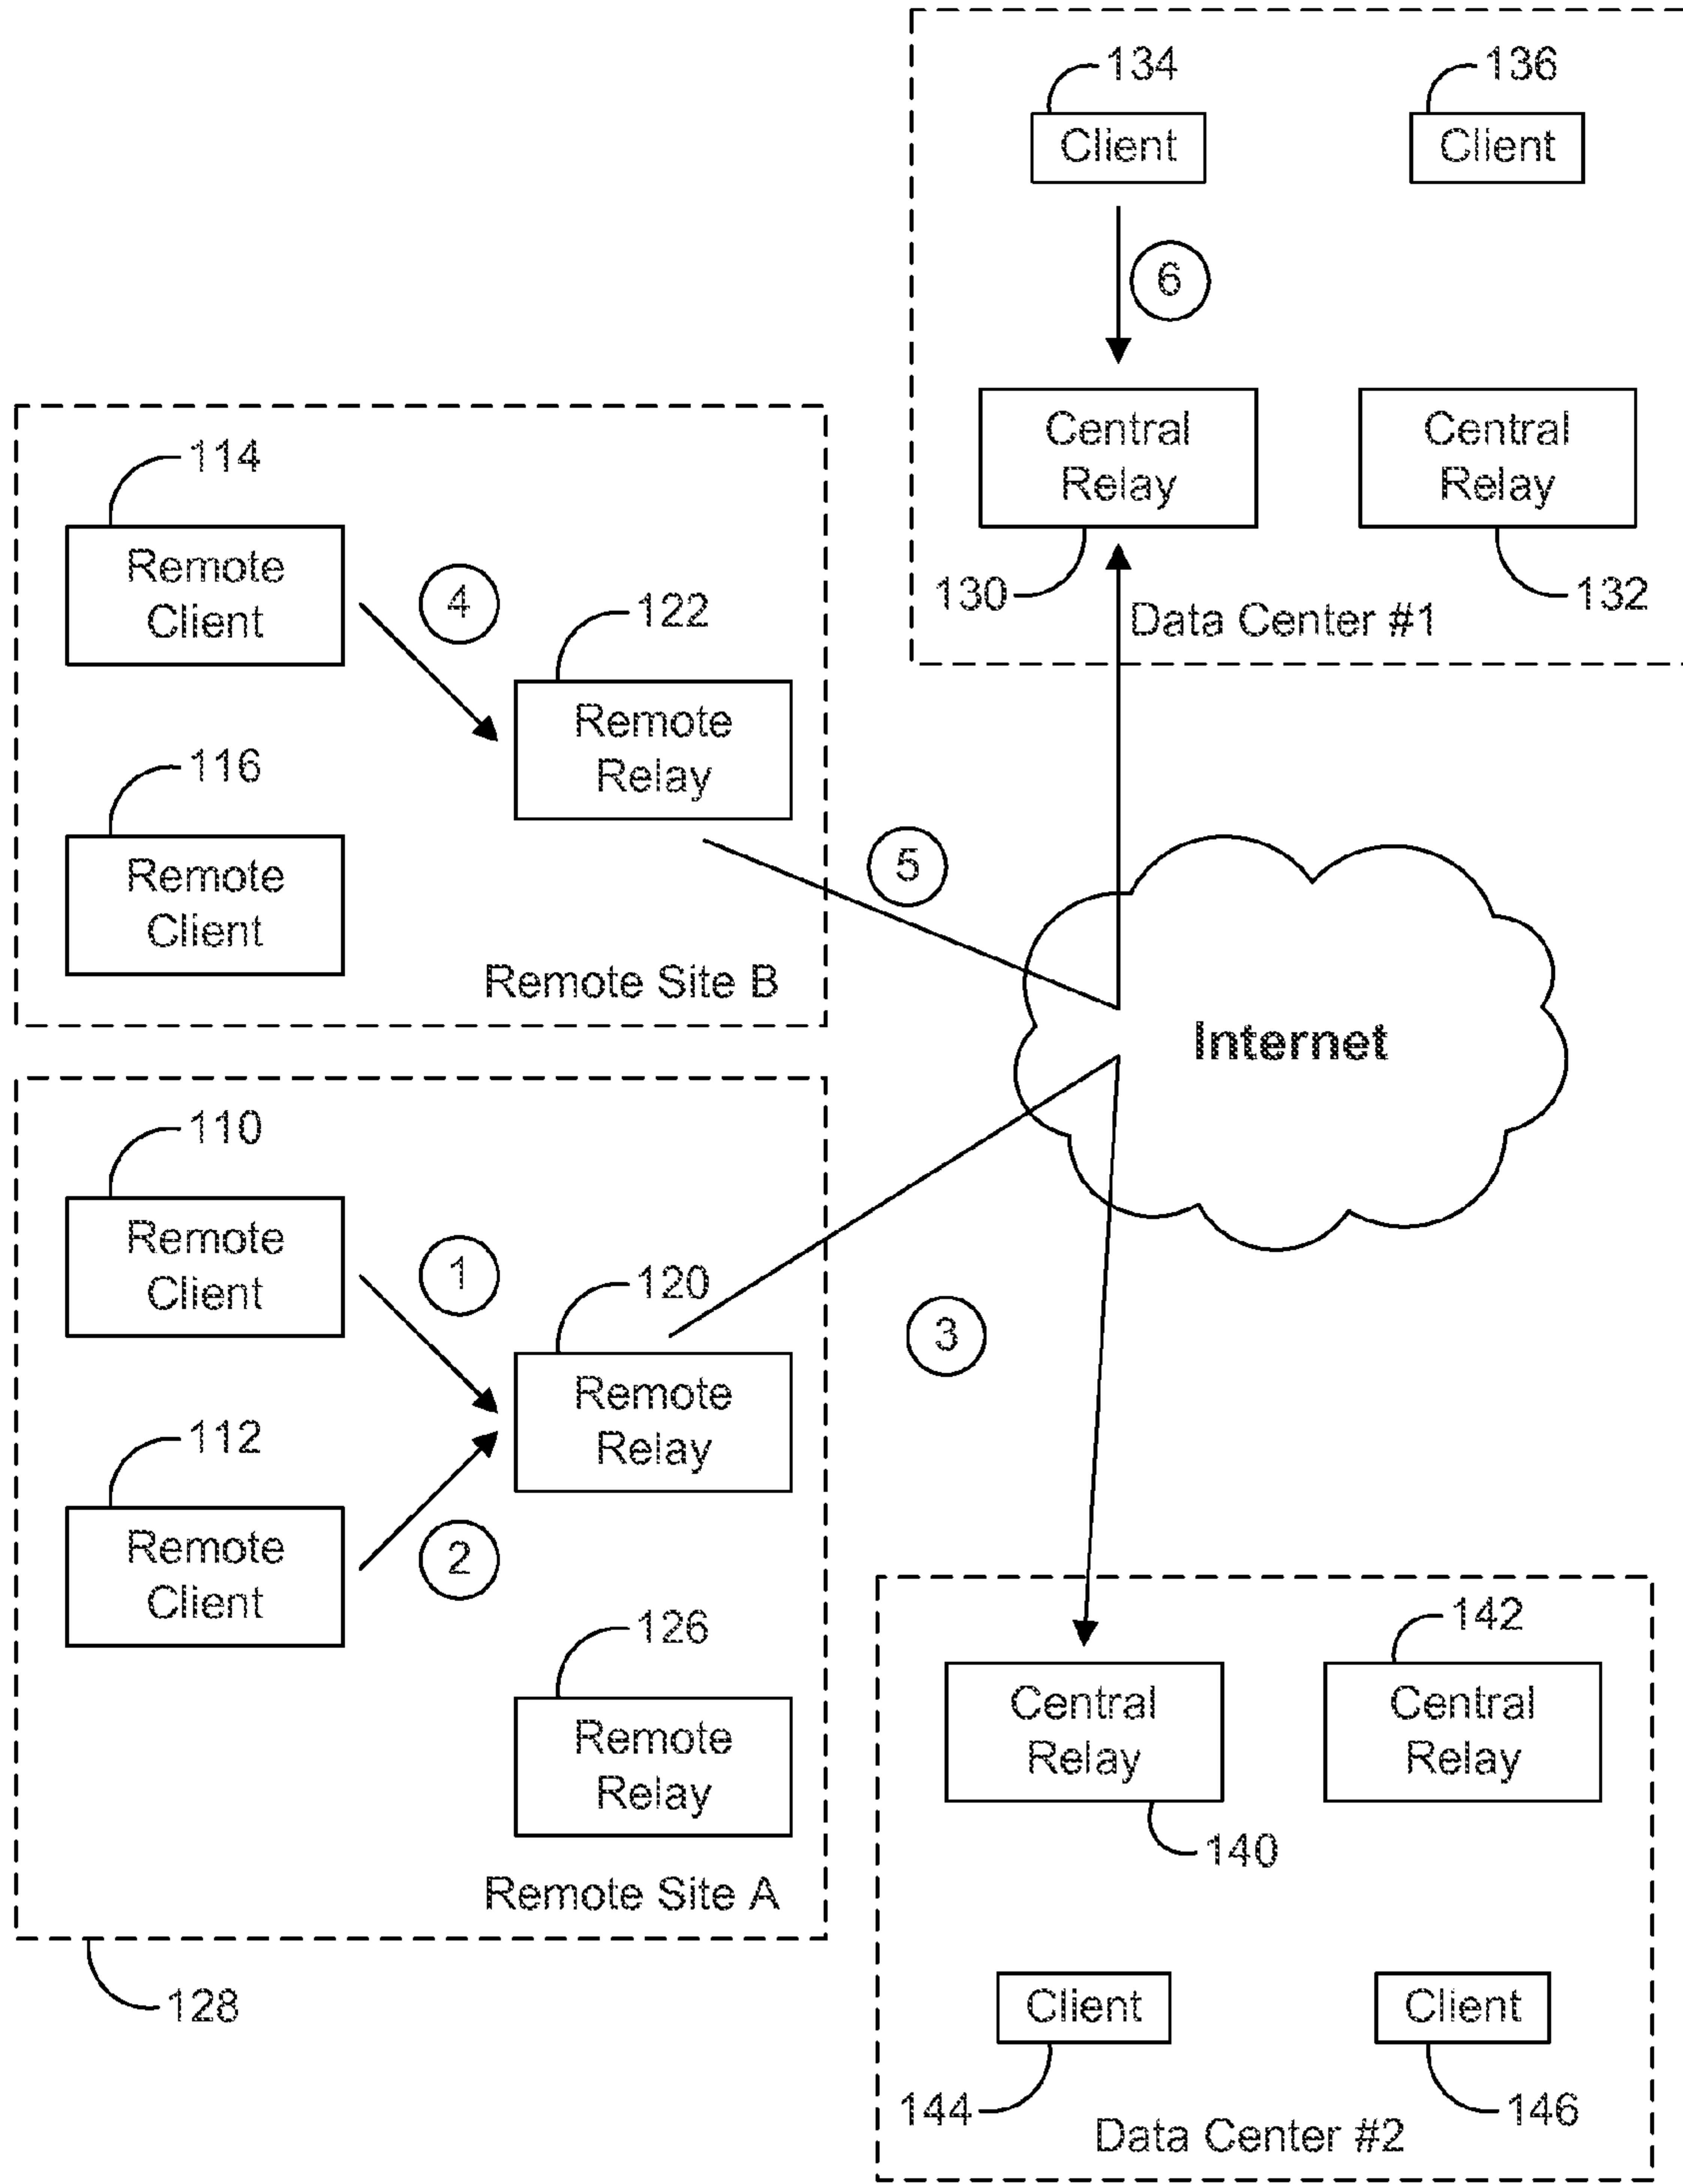 134
136
Client
Client
6
Central
Relay
Central
Relay
130
132
Data Center #1
114
Remote
Client
4
122
Remote
Relay
116
Remote
Client
Remote Site B
5
Internet
110
Remote
Client
1
120
Remote
Relay
3
112
Remote
Client
2
126
Remote
Relay
Remote Site A
128
142
Central
Relay
Central
Relay
140
Client
Client
144
146
Data Center #2